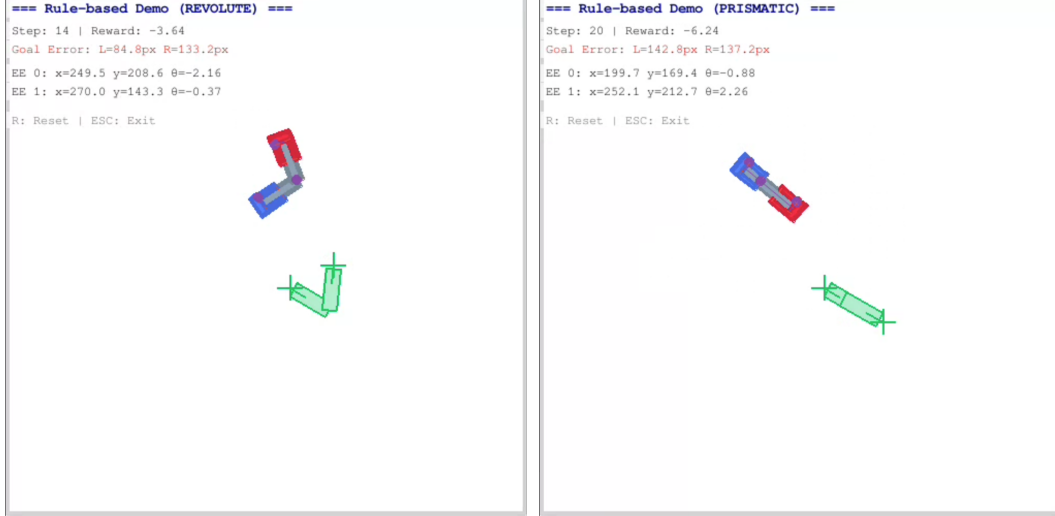 === Rule-based Demo (REVOLUTE) ===
Step: 14 | Reward: -3.64
Goal Error: L=84.8px R=133.2px
EE 0: x=249.5 y=208.6 θ=-2.16
EE 1: x=270.0 y=143.3 θ=-0.37
R: Reset | ESC: Exit
=== Rule-based Demo (PRISMATIC) ===
Step: 20 | Reward: -6.24
Goal Error: L=142.8px R=137.2px
EE 0: x=199.7 y=169.4 θ=-0.88
EE 1: x=252.1 y=212.7 θ=2.26
R: Reset | ESC: Exit